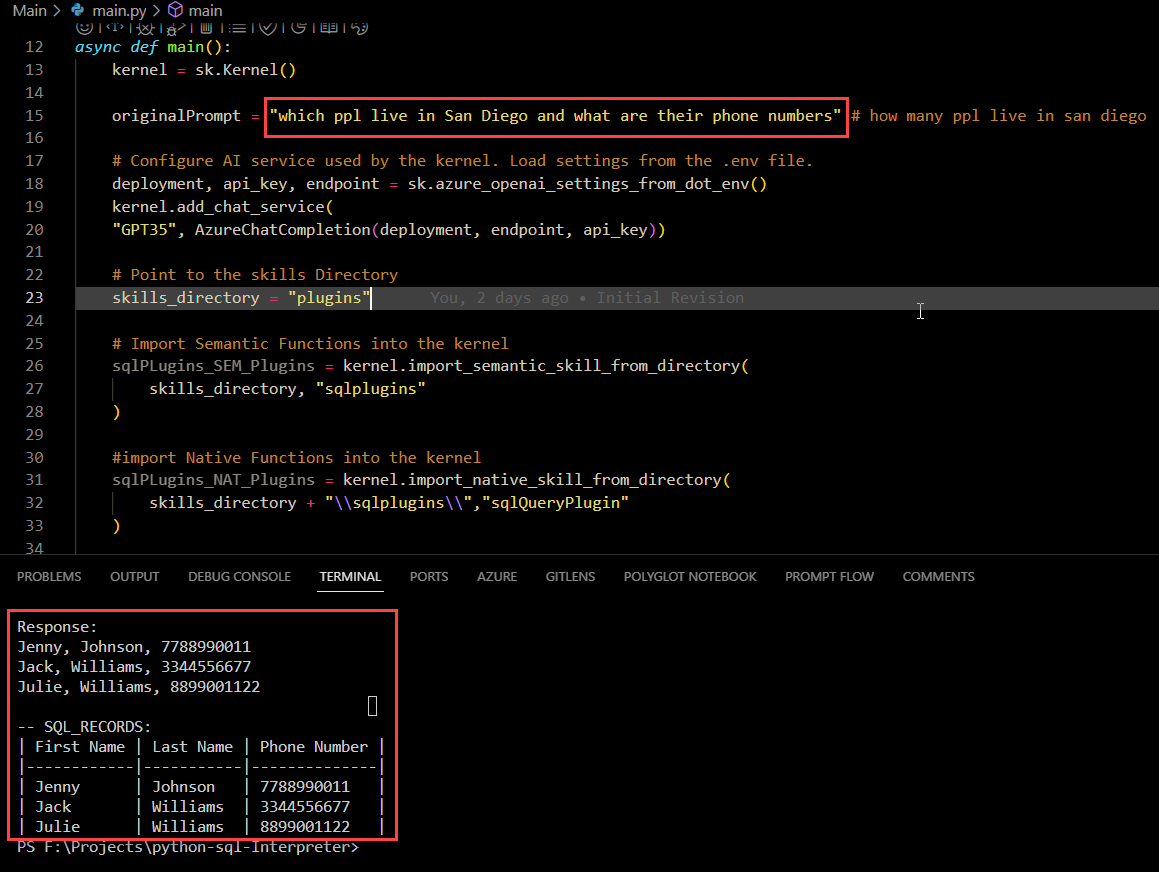 Main > main.py > main
12 async def main():
13 kernel = sk.Kernel()
14
15 originalPrompt = "which ppl live in San Diego and what are their phone numbers" # how many ppl live in san diego
16
17 # Configure AI service used by the kernel. Load settings from the .env file.
18 deployment, api_key, endpoint = sk.azure_openai_settings_from_dot_env()
19 kernel.add_chat_service(
20 "GPT35", AzureChatCompletion(deployment, endpoint, api_key))
21
22 # Point to the skills Directory
23 skills_directory = "plugins" You, 2 days ago • Initial Revision
24
25 # Import Semantic Functions into the kernel
26 sqlPLugins_SEM_Plugins = kernel.import_semantic_skill_from_directory(
27 skills_directory, "sqlplugins"
28 )
29
30 #import Native Functions into the kernel
31 sqlPLugins_NAT_Plugins = kernel.import_native_skill_from_directory(
32 skills_directory + "\\sqlplugins\\","sqlQueryPlugin"
33 )
34
PROBLEMS OUTPUT DEBUG CONSOLE TERMINAL PORTS AZURE GITLENS POLYGLOT NOTEBOOK PROMPT FLOW COMMENTS
Response:
Jenny, Johnson, 7788990011
Jack, Williams, 3344556677
Julie, Williams, 8899001122
-- SQL_RECORDS:
| First Name | Last Name | Phone Number |
|------------|-----------|--------------|
| Jenny | Johnson | 7788990011 |
| Jack | Williams | 3344556677 |
| Julie | Williams | 8899001122 |
PS F:\Projects\python-sql-Interpreter>